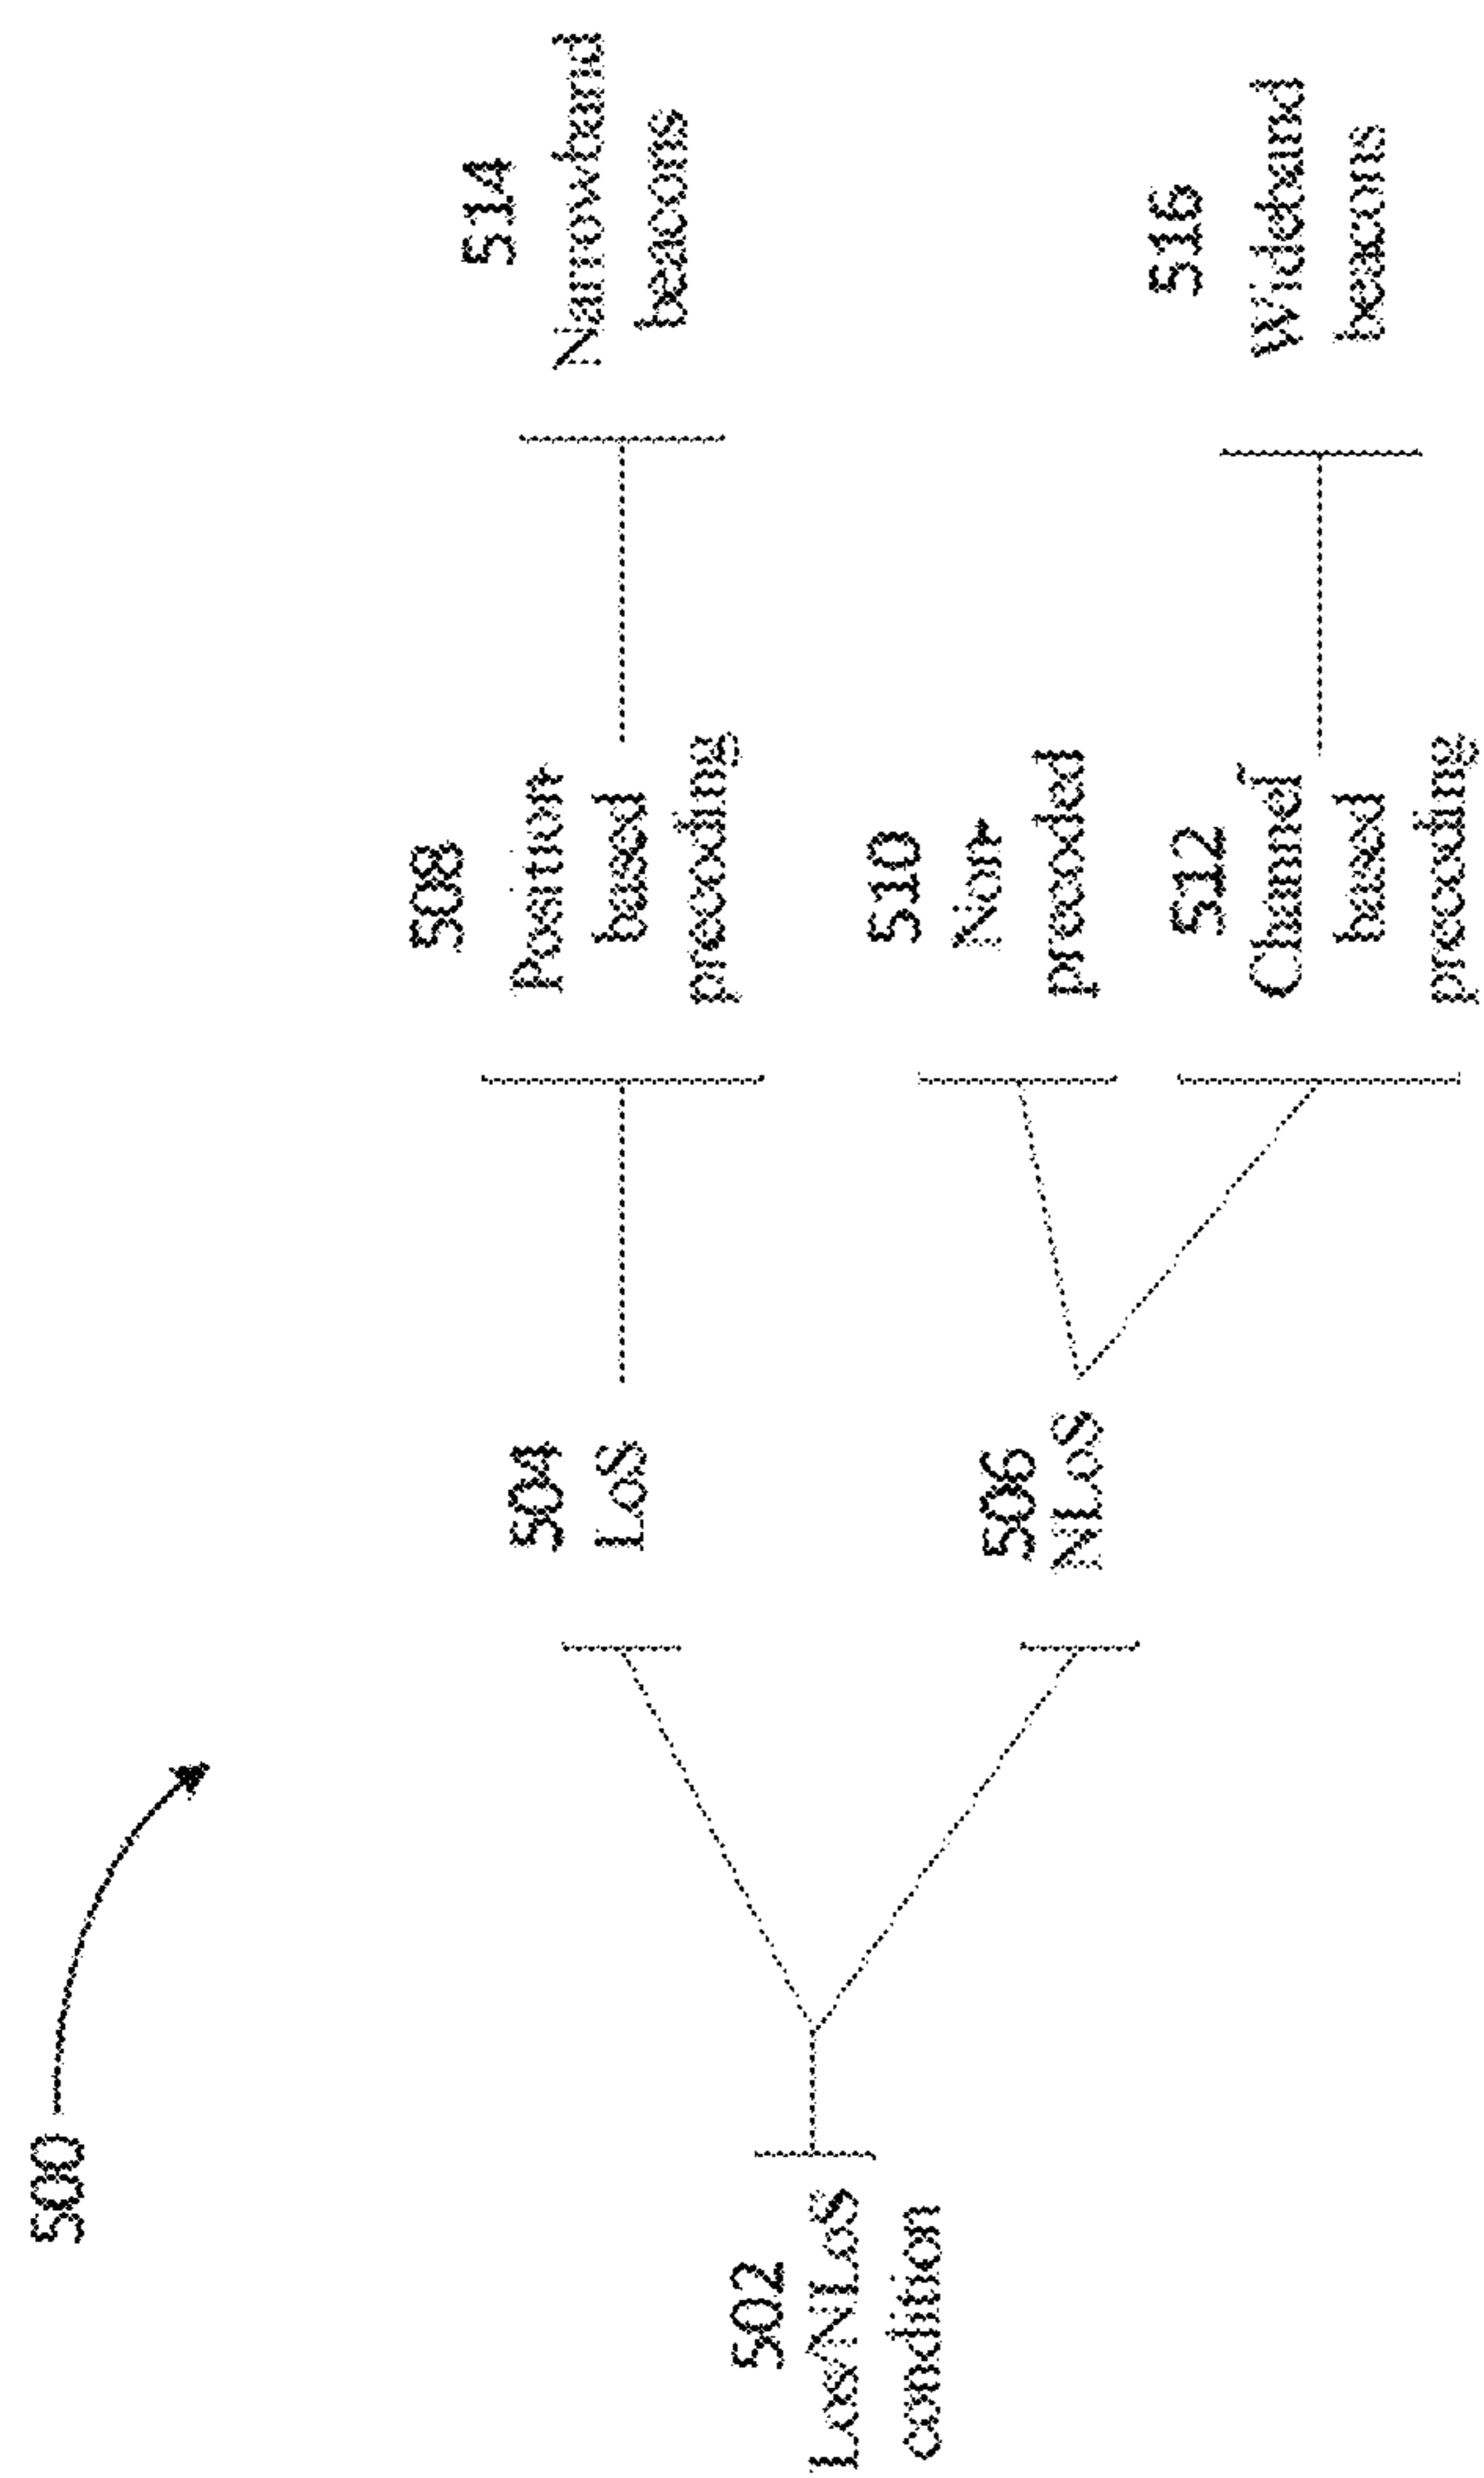 500
502
LoS/NLoS
condition
504
LoS
506
NLoS
508
Posture
based
precoding
510
Non-
precoded
512
Channel
based
precoding
514
Narrowband
beacons
516
Wideband
beacons